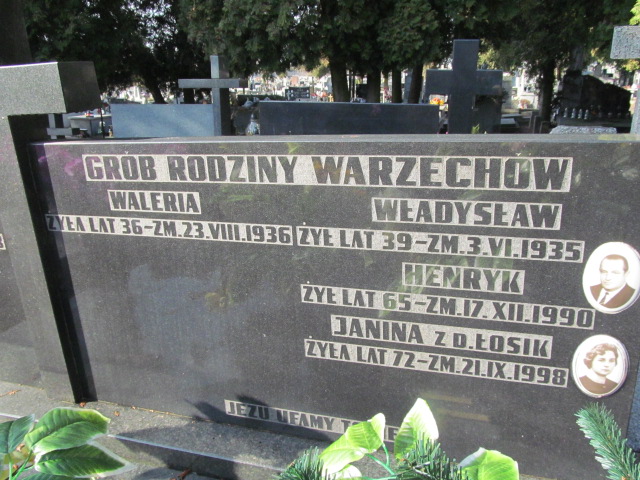 GRÓB RODZINY WARZECHÓW
WALERIA
ŻYŁA LAT 36-ZM. 23. VIII. 1936
WŁADYSŁAW
ŻYŁ LAT 39-ZM. 3. VI. 1935
HENRYK
ŻYŁ LAT 65-ZM. 17. XII. 1990
JANINA Z D. ŁOSIK
ŻYŁA LAT 72-ZM. 21. IX. 1998
JEZU UFAMY